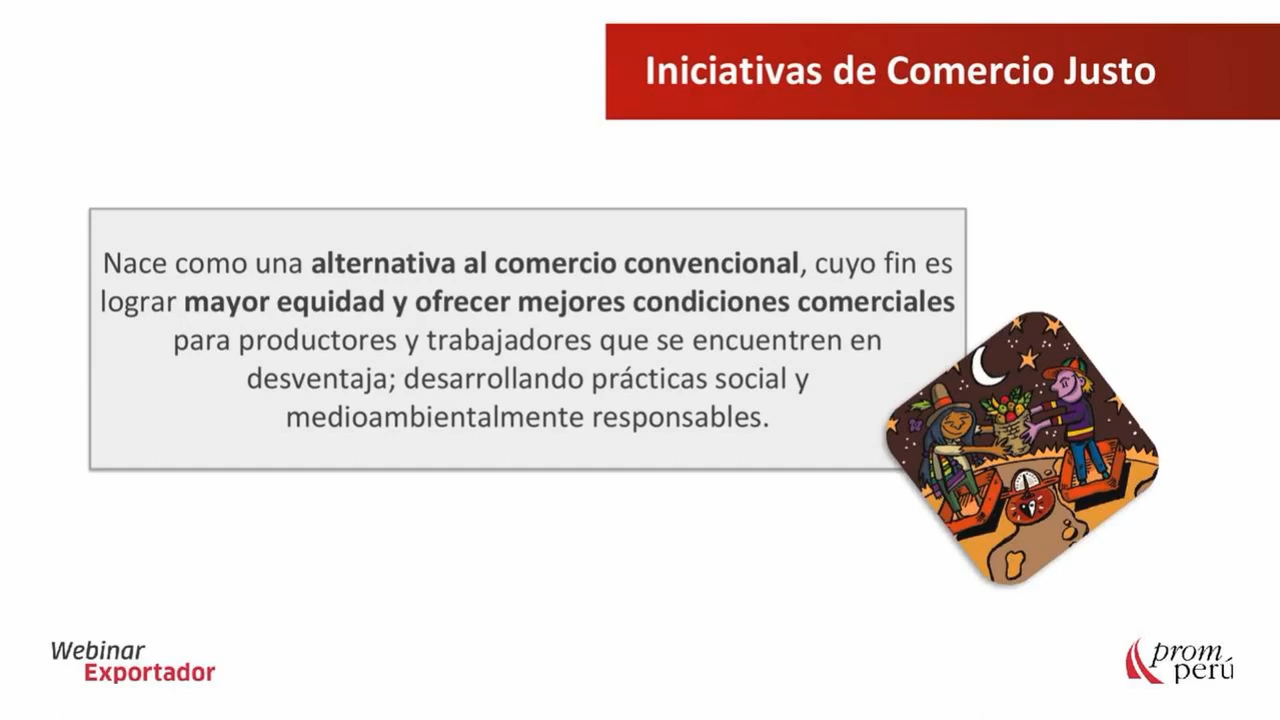 Iniciativas de Comercio Justo
Nace como una alternativa al comercio convencional, cuyo fin es
lograr mayor equidad y ofrecer mejores condiciones comerciales
para productores y trabajadores que se encuentren en
desventaja; desarrollando prácticas social y
medioambientalmente responsables.
Webinar
Exportador
prom
perú